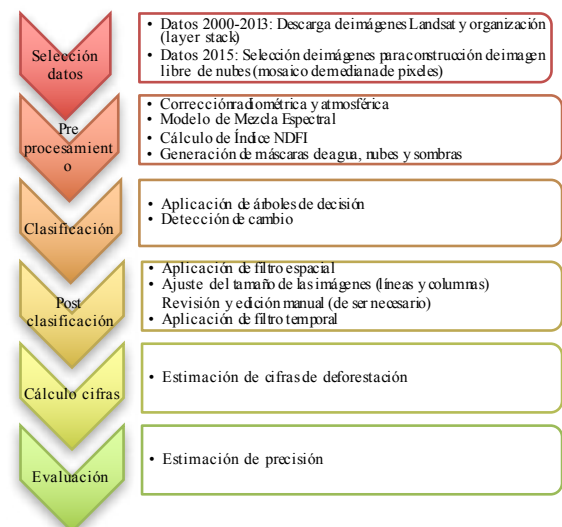 Selección
datos
• Datos 2000-2013: Descarga de imágenes Landsat y organización
(layer stack)
• Datos 2015: Selección de imágenes para construcción de imagen
libre de nubes (mosaico de mediana de pixeles)
Pre
procesamient
o
• Corrección radiométrica y atmosférica
• Modelo de Mezcla Espectral
• Cálculo de Índice NDFI
• Generación de máscaras de agua, nubes y sombras
Clasificación
• Aplicación de árboles de decisión
• Detección de cambio
Post
clasificación
• Aplicación de filtro espacial
• Ajuste del tamaño de las imágenes (líneas y columnas)
Revisión y edición manual (de ser necesario)
• Aplicación de filtro temporal
Cálculo cifras
• Estimación de cifras de deforestación
Evaluación
• Estimación de precisión